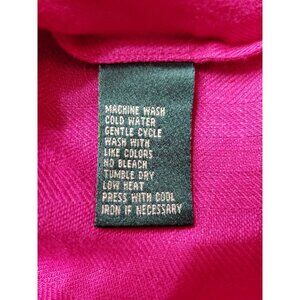 MACHINE WASH
COLD WATER
GENTLE CYCLE
WASH WITH
LIKE COLORS
NO BLEACH
TUMBLE DRY
LOW HEAT
PRESS WITH COOL
IRON IF NECESSARY